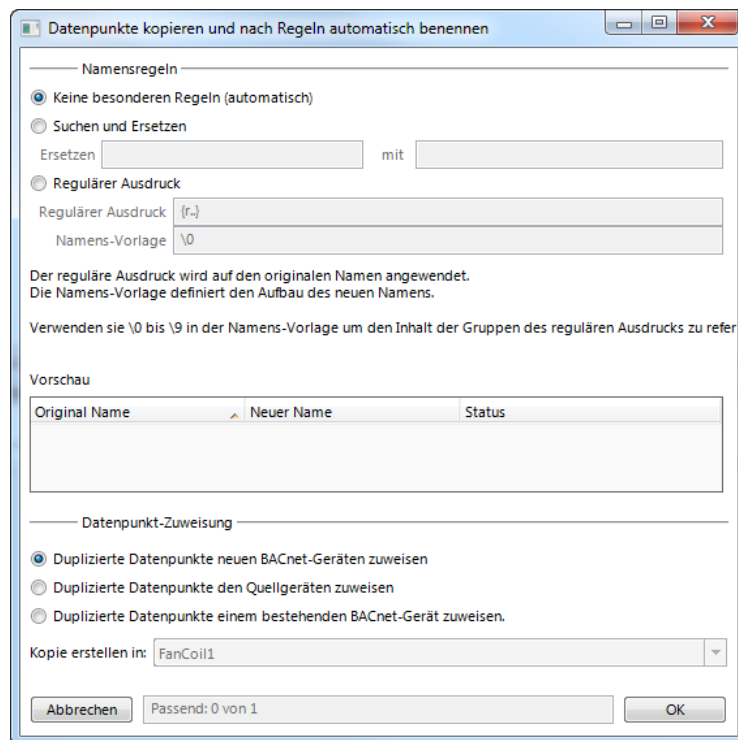 Datenpunkte kopieren und nach Regeln automatisch benennen
Namensregeln
Keine besonderen Regeln (automatisch)
Suchen und Ersetzen
Ersetzen mit
Regulärer Ausdruck
Regulärer Ausdruck {r..}
Namens-Vorlage \0
Der reguläre Ausdruck wird auf den originalen Namen angewendet.
Die Namens-Vorlage definiert den Aufbau des neuen Namens.
Verwenden sie \0 bis \9 in der Namens-Vorlage um den Inhalt der Gruppen des regulären Ausdrucks zu refer
Vorschau
Original Name Neuer Name Status
Datenpunkt-Zuweisung
Duplizierte Datenpunkte neuen BACnet-Geräten zuweisen
Duplizierte Datenpunkte den Quellgeräten zuweisen
Duplizierte Datenpunkte einem bestehenden BACnet-Gerät zuweisen.
Kopie erstellen in: FanCoil1
Abbrechen Passend: 0 von 1 OK